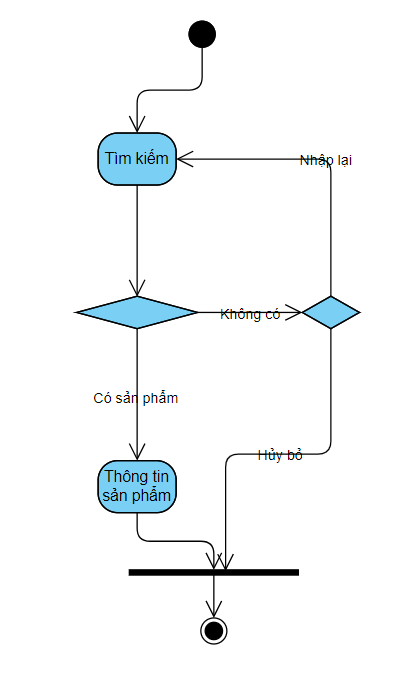 Tìm kiếm
Nhập lại
Không có
Có sản phẩm
Hủy bỏ
Thông tin
sản phẩm